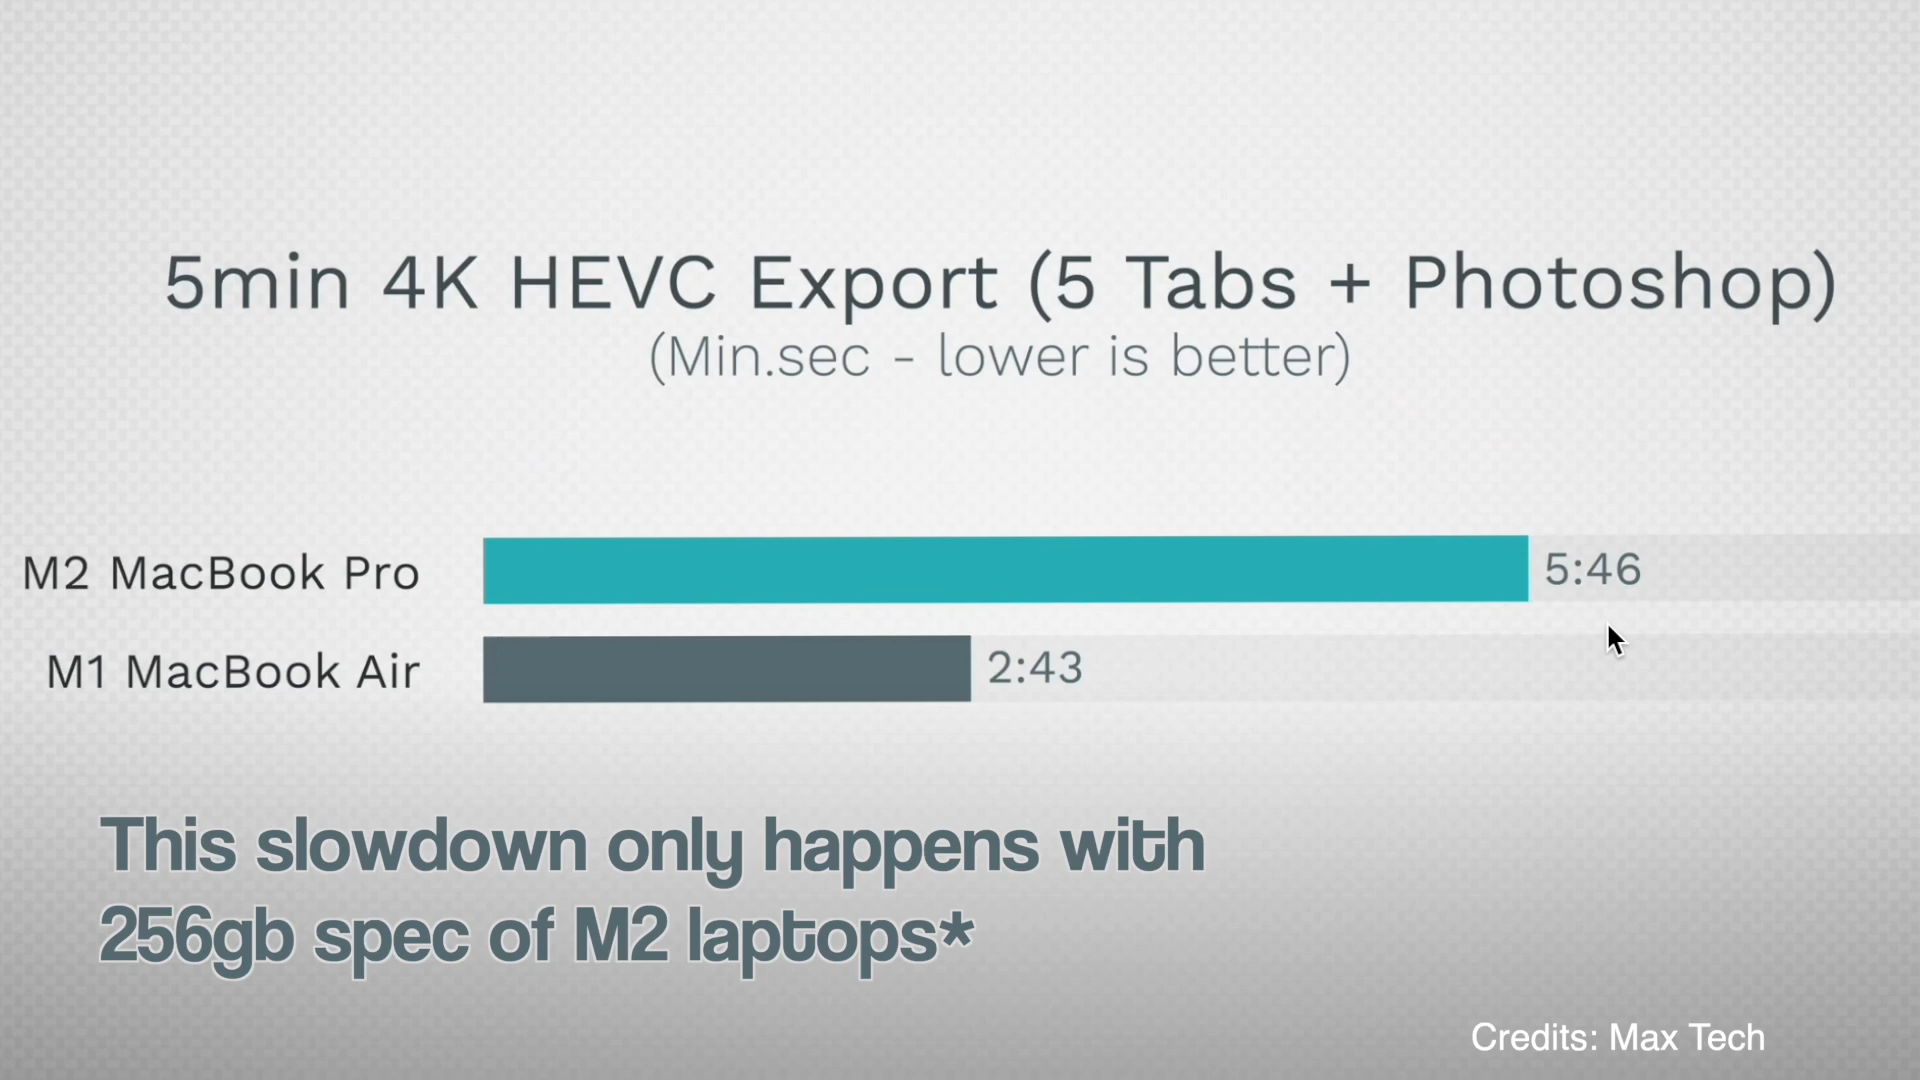 5min 4K HEVC Export (5 Tabs + Photoshop)
(Min.sec - lower is better)
M2 MacBook Pro 5:46
M1 MacBook Air 2:43
This slowdown only happens with
256gb spec of M2 laptops*
Credits: Max Tech